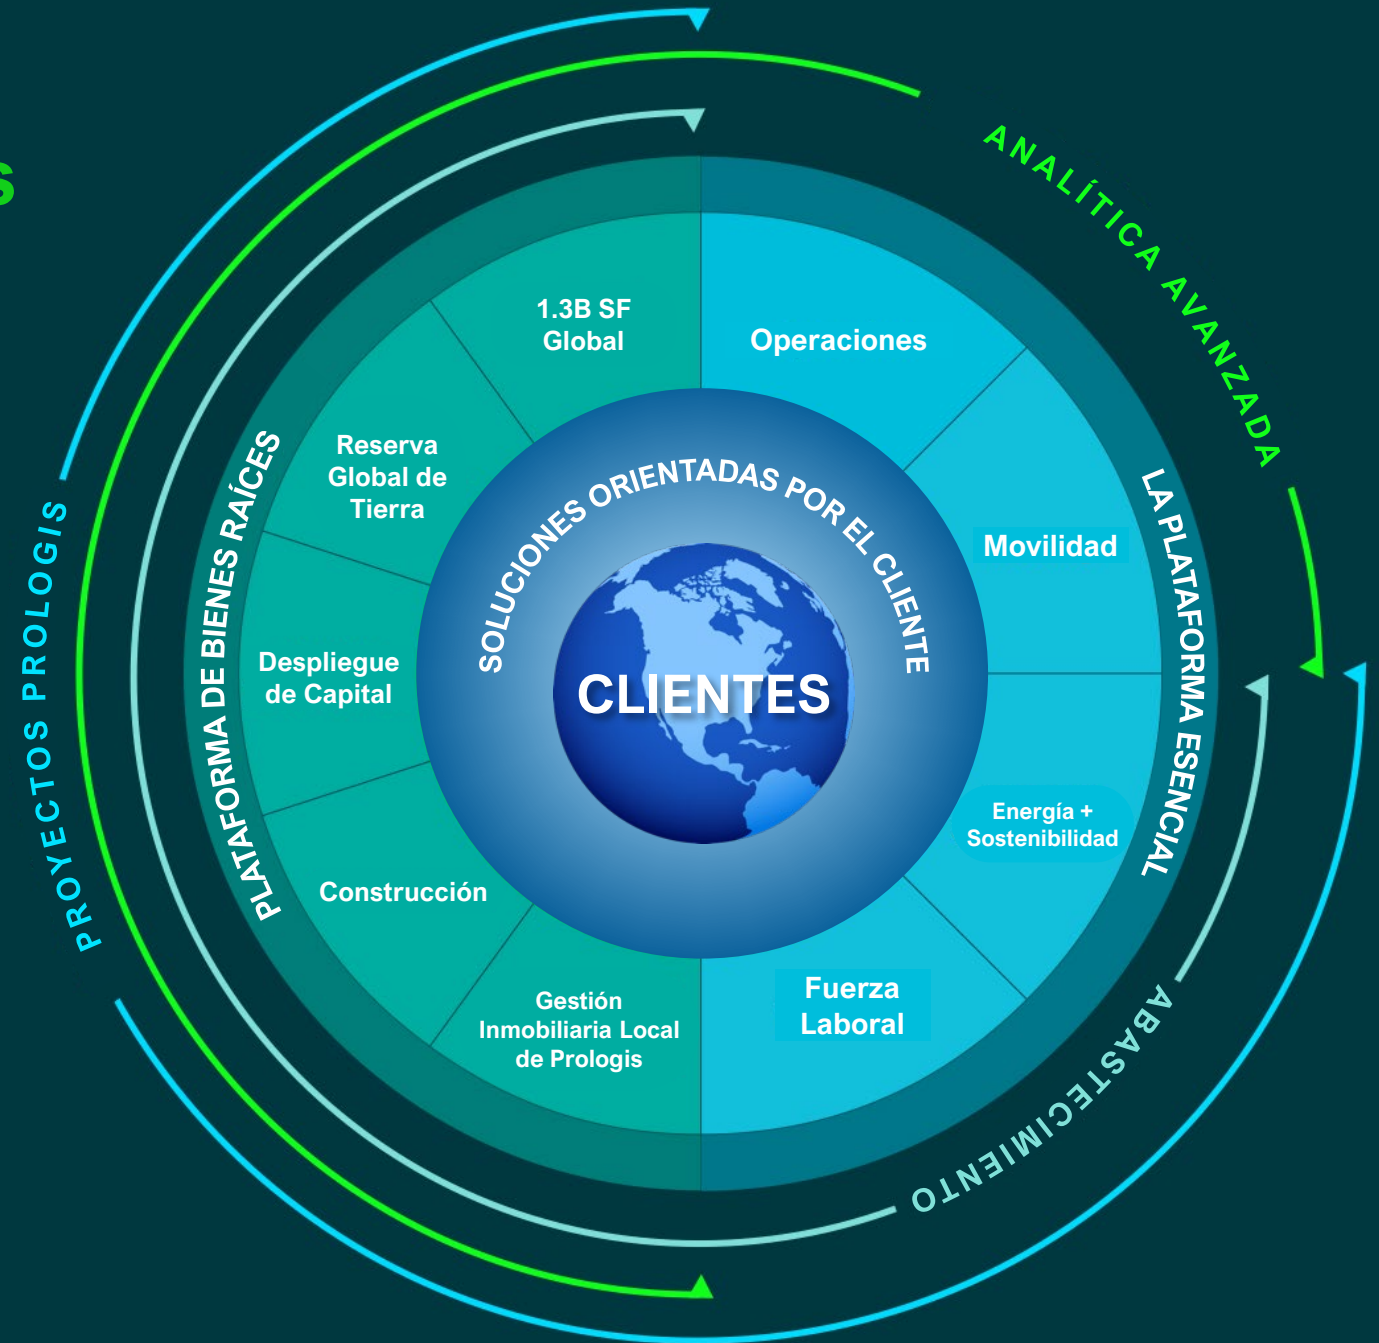 s
ANALÍTICA AVANZADA
1.3B SF
Global
Operaciones
Reserva
Global de
Tierra
Movilidad
PLATAFORMA DE BIENES RAÍCES
SOLUCIONES ORIENTADAS POR EL CLIENTE
LA PLATAFORMA ESENCIAL
PROYECTOS PROLOGIS
Despliegue
de Capital
CLIENTES
Energía +
Sostenibilidad
Construcción
Fuerza
Laboral
Gestión
Inmobiliaria Local
de Prologis
ABASTECIMIENTO